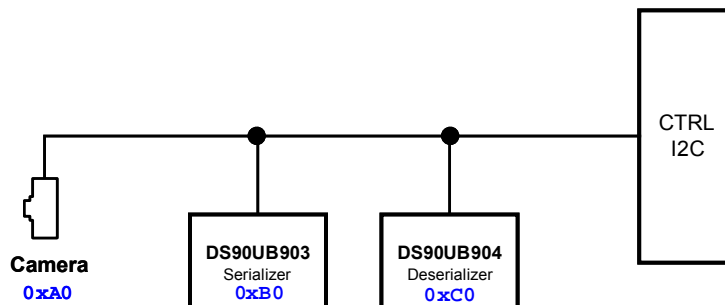 CTRL
I2C
Camera
0xA0
DS90UB903
Serializer
0xB0
DS90UB904
Deserializer
0xC0